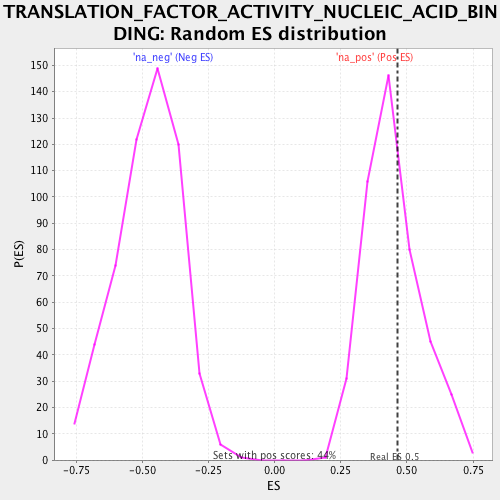 TRANSLATION_FACTOR_ACTIVITY_NUCLEIC_ACID_BIN
DING: Random ES distribution
'na_neg' (Neg ES)
'na_pos' (Pos ES)
150
140
130
120
110
100
90
80
70
60
50
40
30
20
10
0
P(ES)
Sets with pos scores: 44%
Real ES 0.5
-0.75
-0.50
-0.25
0.00
0.25
0.50
0.75
ES